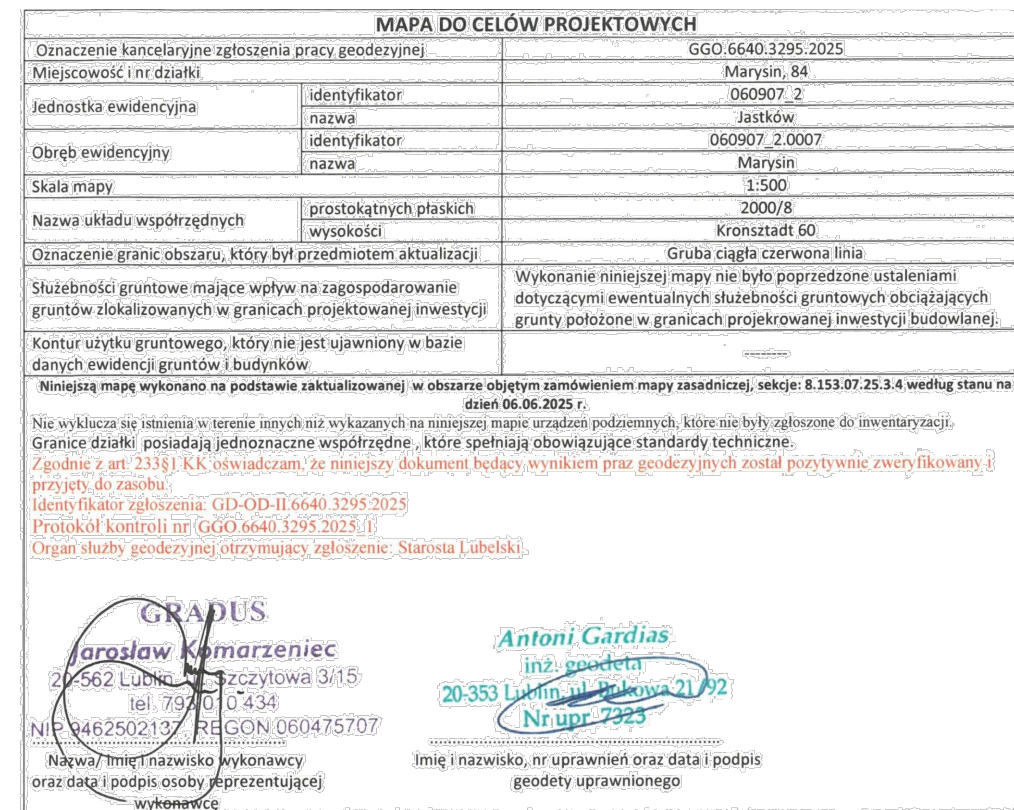 MAPA DO CELÓW PROJEKTOWYCH
Oznaczenie kancelaryjne zgłoszenia pracy geodezyjnej GGO.6640.3295.2025
Miejscowość i nr działki Marysin, 84
Jednostka ewidencyjna identyfikator 060907_2
nazwa Jastków
Obręb ewidencyjny identyfikator 060907_2.0007
nazwa Marysin
Skala mapy 1:500
Nazwa układu współrzędnych prostokątnych płaskich 2000/8
wysokości Kronsztadt 60
Oznaczenie granic obszaru, który był przedmiotem aktualizacji Gruba ciągła czerwona linia
Służebności gruntowe mające wpływ na zagospodarowanie
gruntów zlokalizowanych w granicach projektowanej inwestycji
Wykonanie niniejszej mapy nie było poprzedzone ustaleniami
dotyczącymi ewentualnych służebności gruntowych obciążających
grunty położone w granicach projekrowanej inwestycji budowlanej.
Kontur użytku gruntowego, który nie jest ujawniony w bazie
danych ewidencji gruntów i budynków
--------
Niniejszą mapę wykonano na podstawie zaktualizowanej w obszarze objętym zamówieniem mapy zasadniczej, sekcje: 8.153.07.25.3.4 według stanu na
dzień 06.06.2025 r.
Nie wyklucza się istnienia w terenie innych niż wykazanych na niniejszej mapie urządzeń podziemnych, które nie były zgłoszone do inwentaryzacji.
Granice działki posiadają jednoznaczne współrzędne , które spełniają obowiązujące standardy techniczne.
Zgodnie z art. 233§1 KK oświadczam, że niniejszy dokument będący wynikiem praz geodezyjnych został pozytywnie zweryfikowany i
przyjęty do zasobu.
Identyfikator zgłoszenia: GD-OD-II.6640.3295.2025
Protokół kontroli nr GGO.6640.3295.2025_1
Organ służby geodezyjnej otrzymujący zgłoszenie: Starosta Lubelski
GRADUS
Jarosław Komarzeniec
20-562 Lublin, Szczytowa 3/15
tel. 793 010 434
NIP 9462502137 REGON 060475707
Nazwa/ Imię i nazwisko wykonawcy
oraz data i podpis osoby reprezentującej
wykonawcę
Antoni Gardias
inż. geodeta
20-353 Lublin, ul. Bukowa 21/92
Nr upr. 7323
Imię i nazwisko, nr uprawnień oraz data i podpis
geodety uprawnionego